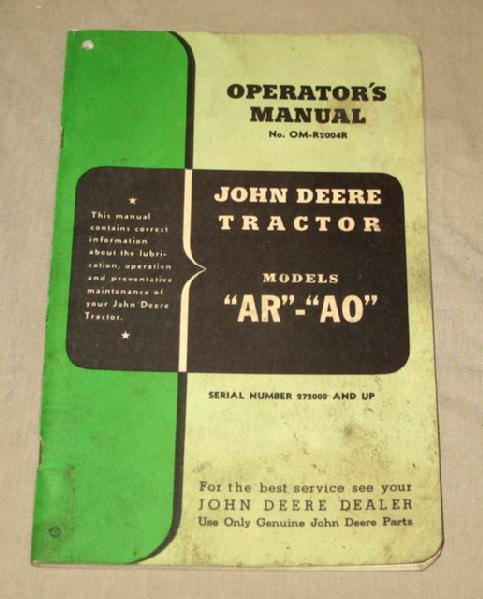 OPERATOR'S
MANUAL
No. OM-R2004R
JOHN DEERE
TRACTOR
MODELS
"AR"-"AO"
This manual
contains correct
information
about the lubri-
cation, operation
and preventative
maintenance of
your John Deere
Tractor.
SERIAL NUMBER 272000 AND UP
For the best service see your
JOHN DEERE DEALER
Use Only Genuine John Deere Parts